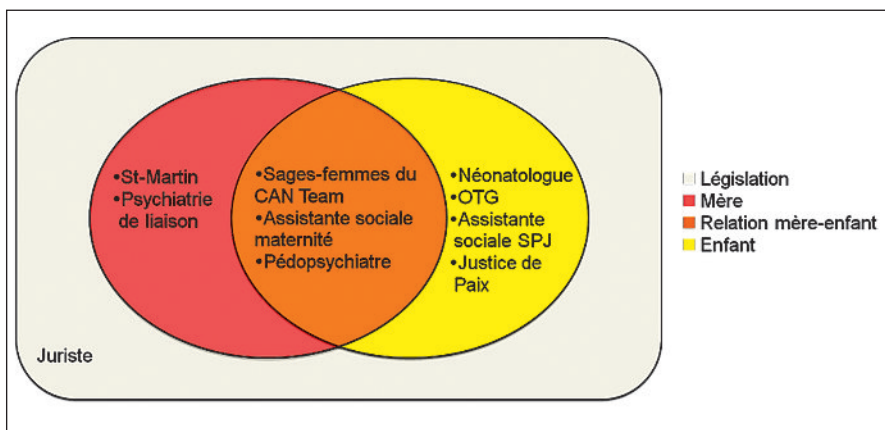 •St-Martin
•Psychiatrie
de liaison
•Sages-femmes du
CAN Team
•Assistante sociale
maternité
•Pédopsychiatre
•Néonatologue
•OTG
•Assistante
sociale SPJ
•Justice de
Paix
Juriste
Législation
Mère
Relation mère-enfant
Enfant